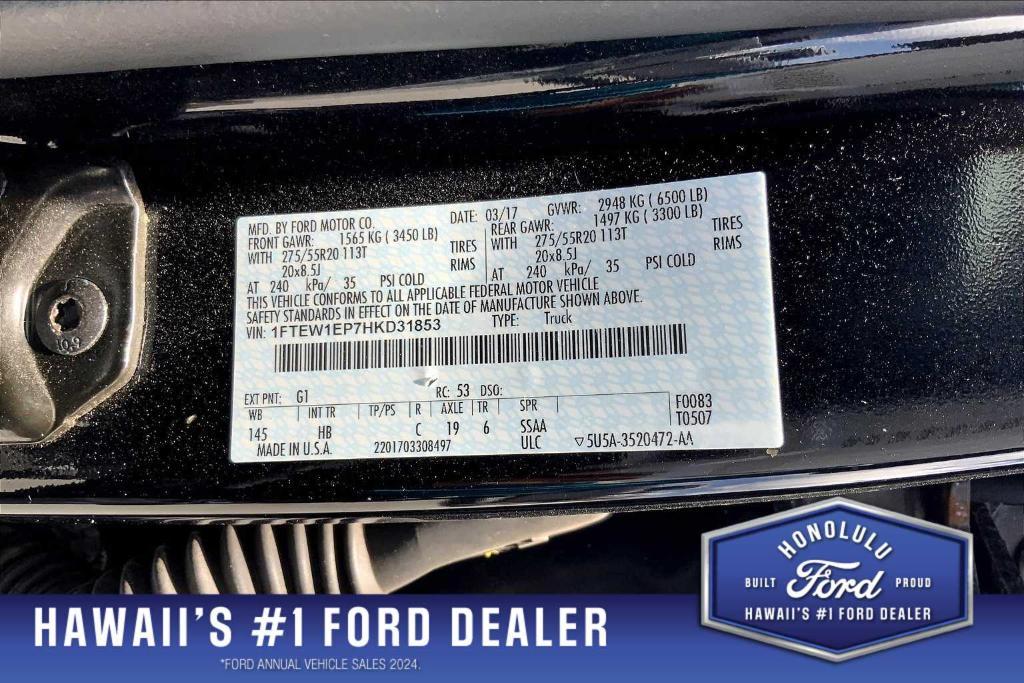 MFD. BY FORD MOTOR CO. DATE: 03/17 GVWR: 2948 KG ( 6500 LB)
FRONT GAWR: 1565 KG ( 3450 LB) REAR GAWR: 1497 KG ( 3300 LB)
WITH 275/55R20 113T TIRES WITH 275/55R20 113T TIRES
20x8.5J RIMS 20x8.5J RIMS
AT 240 kPa/ 35 PSI COLD AT 240 kPa/ 35 PSI COLD
THIS VEHICLE CONFORMS TO ALL APPLICABLE FEDERAL MOTOR VEHICLE
SAFETY STANDARDS IN EFFECT ON THE DATE OF MANUFACTURE SHOWN ABOVE.
VIN: 1FTEW1EP7HKD31853 TYPE: Truck
EXT PNT: G1 RC: 53 DSO:
WB INT TR TP/PS R AXLE TR SPR F0083
145 HB C 19 6 SSAA T0507
MADE IN U.S.A. 2201703308497 ULC ▽5U5A-3520472-AA
10.9
HONOLULU
BUILT Ford PROUD
HAWAII'S #1 FORD DEALER
HAWAII'S #1 FORD DEALER
*FORD ANNUAL VEHICLE SALES 2024.